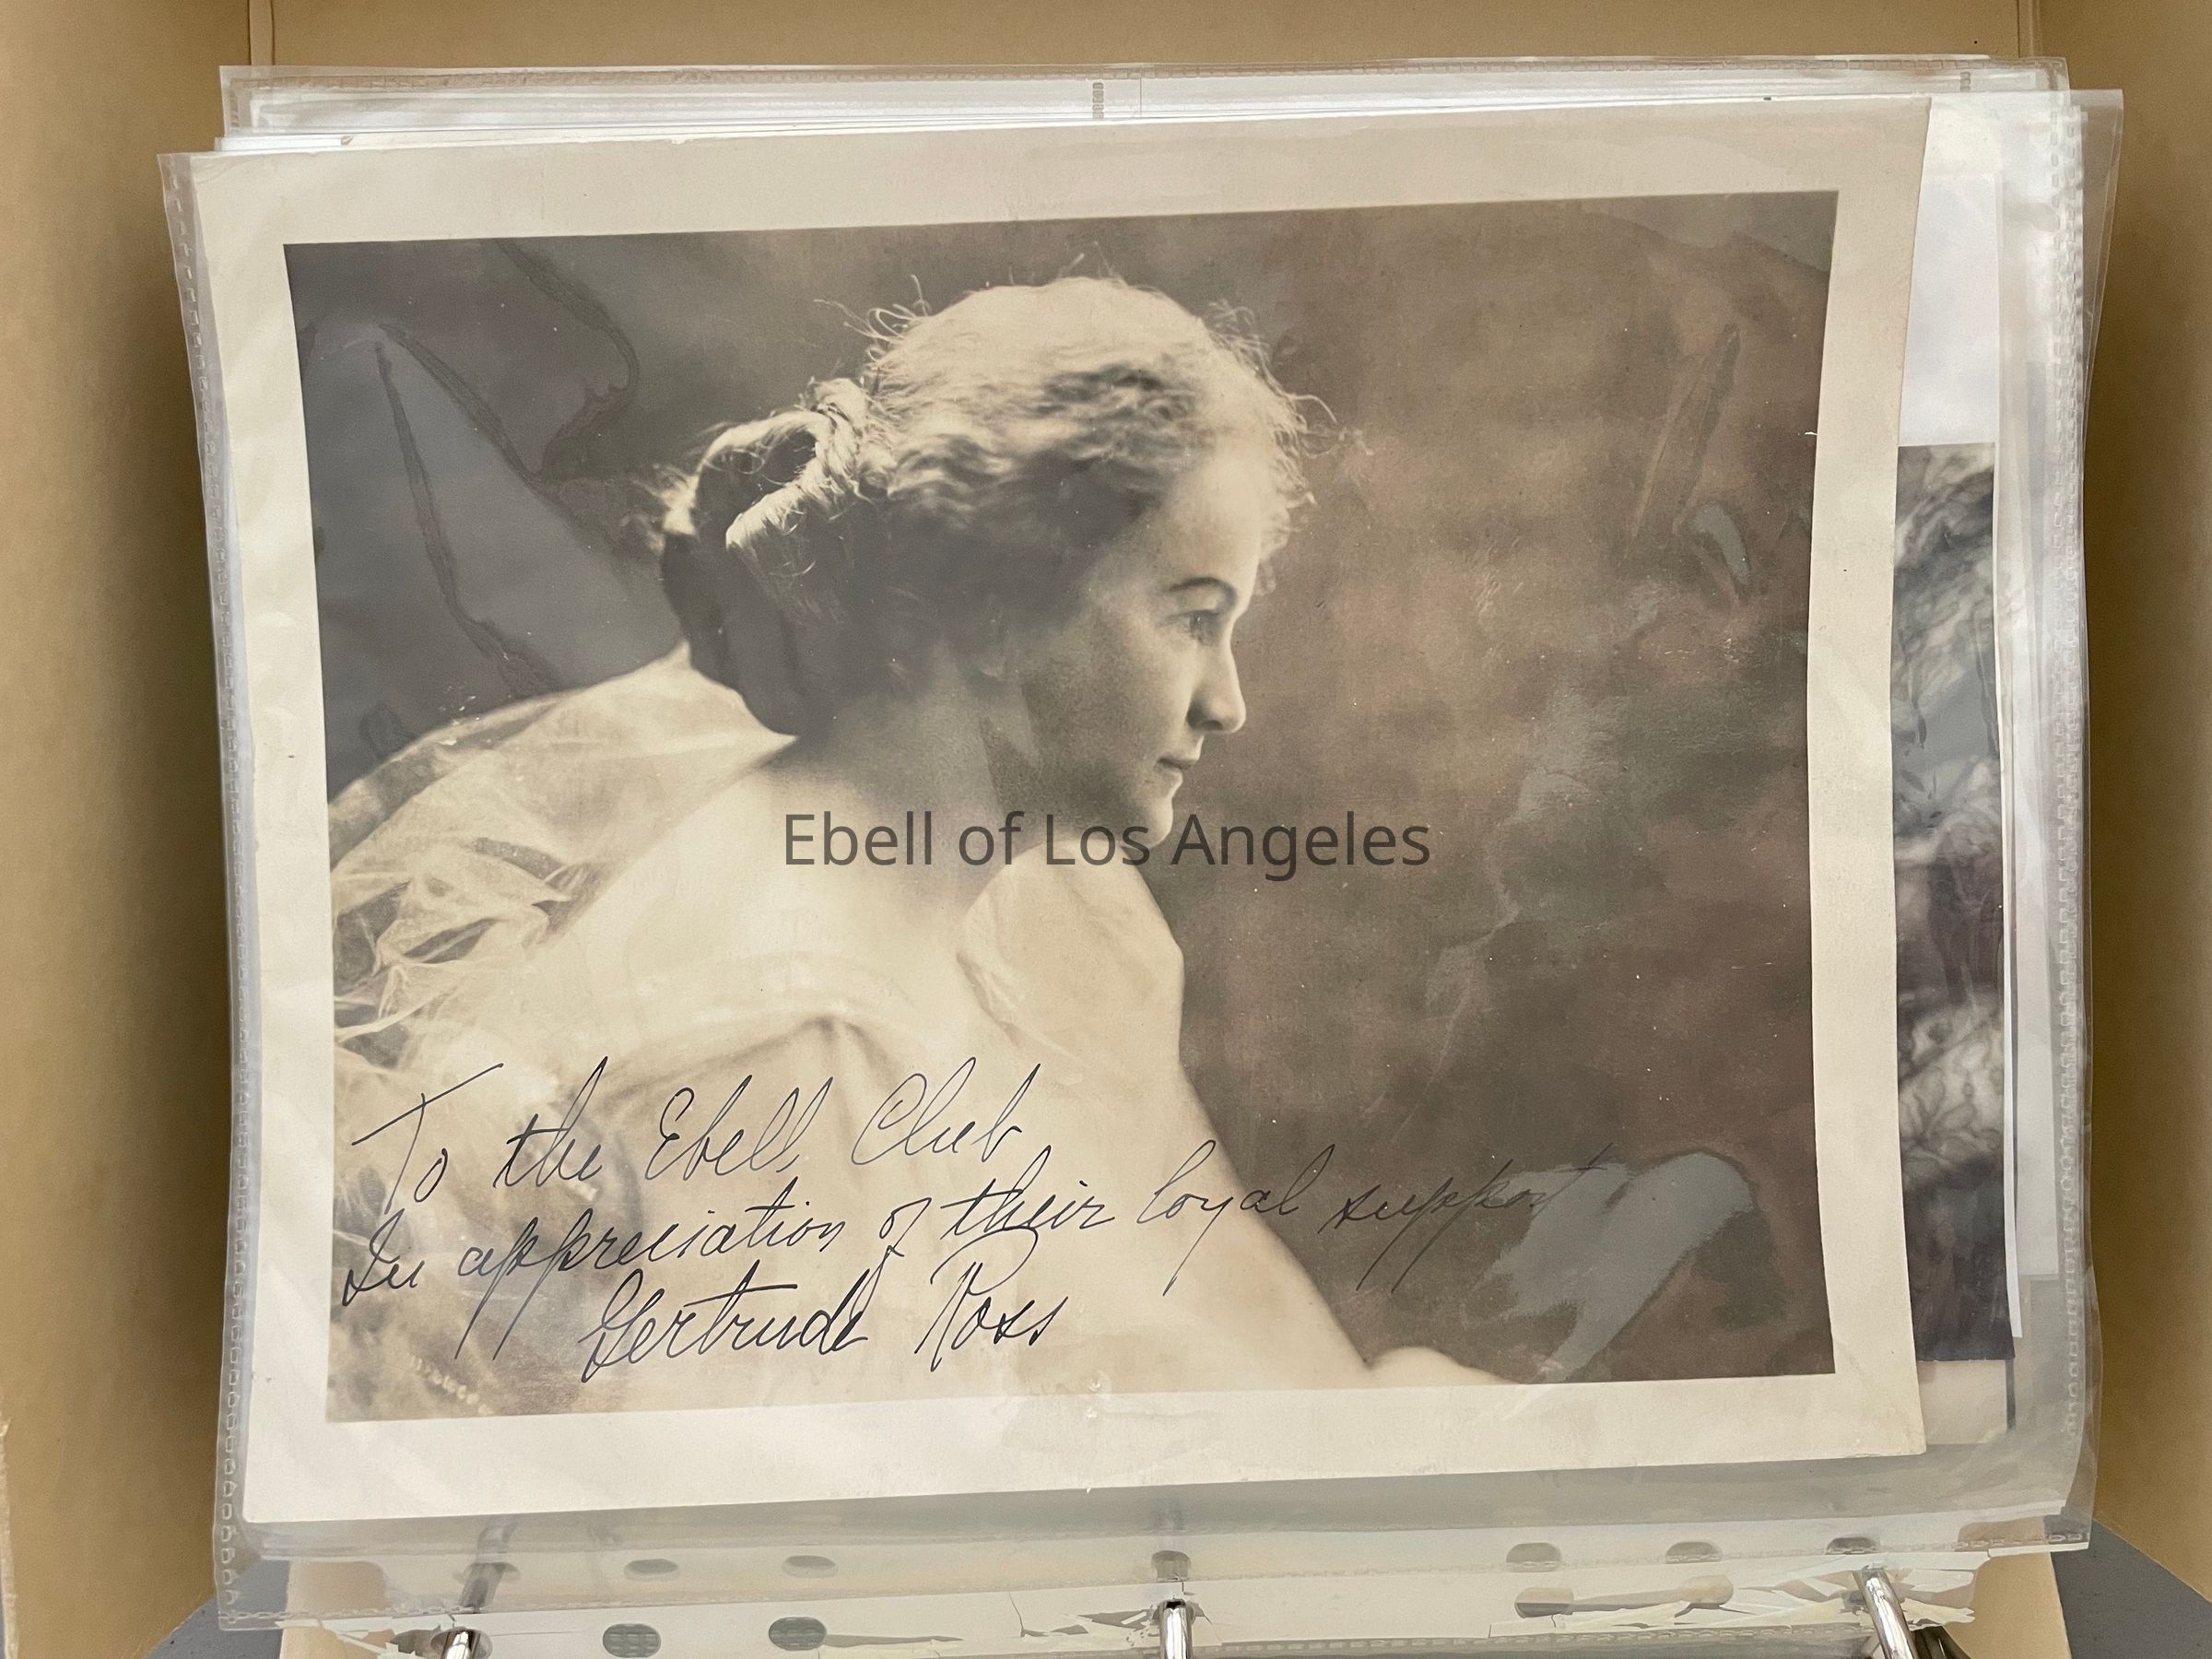 Ebell of Los Angeles
To the Ebell Club
In appreciation of their loyal support
Gertrude Ross